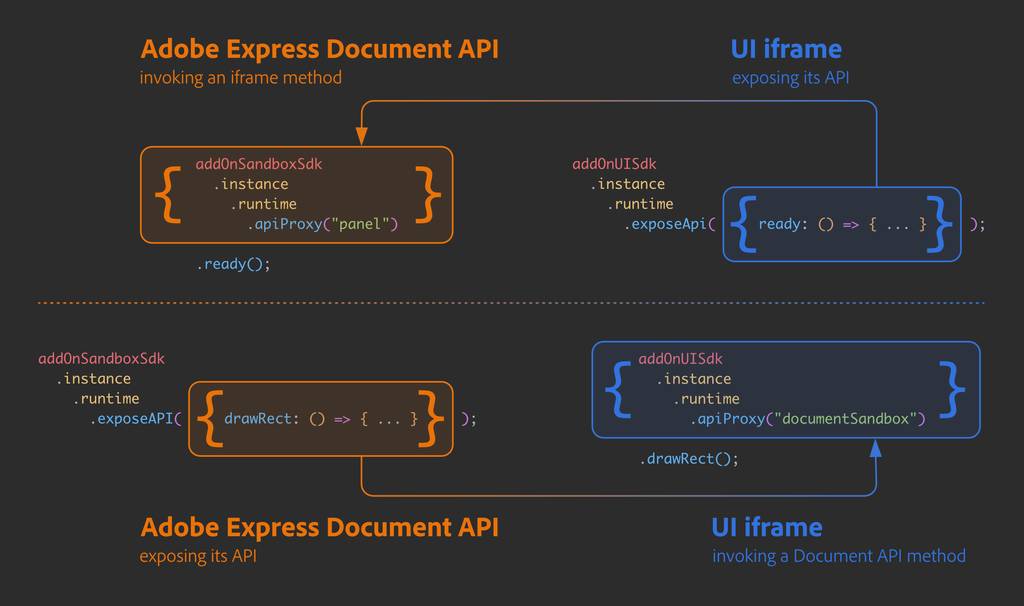 Adobe Express Document API
invoking an iframe method
UI iframe
exposing its API
{ addOnSandboxSdk
.instance
.runtime
.apiProxy("panel") }
.ready();
addOnUISdk
.instance
.runtime
.exposeApi( { ready: () => { ... } } );
addOnSandboxSdk
.instance
.runtime
.exposeAPI( { drawRect: () => { ... } } );
{ addOnUISdk
.instance
.runtime
.apiProxy("documentSandbox") }
.drawRect();
Adobe Express Document API
exposing its API
UI iframe
invoking a Document API method